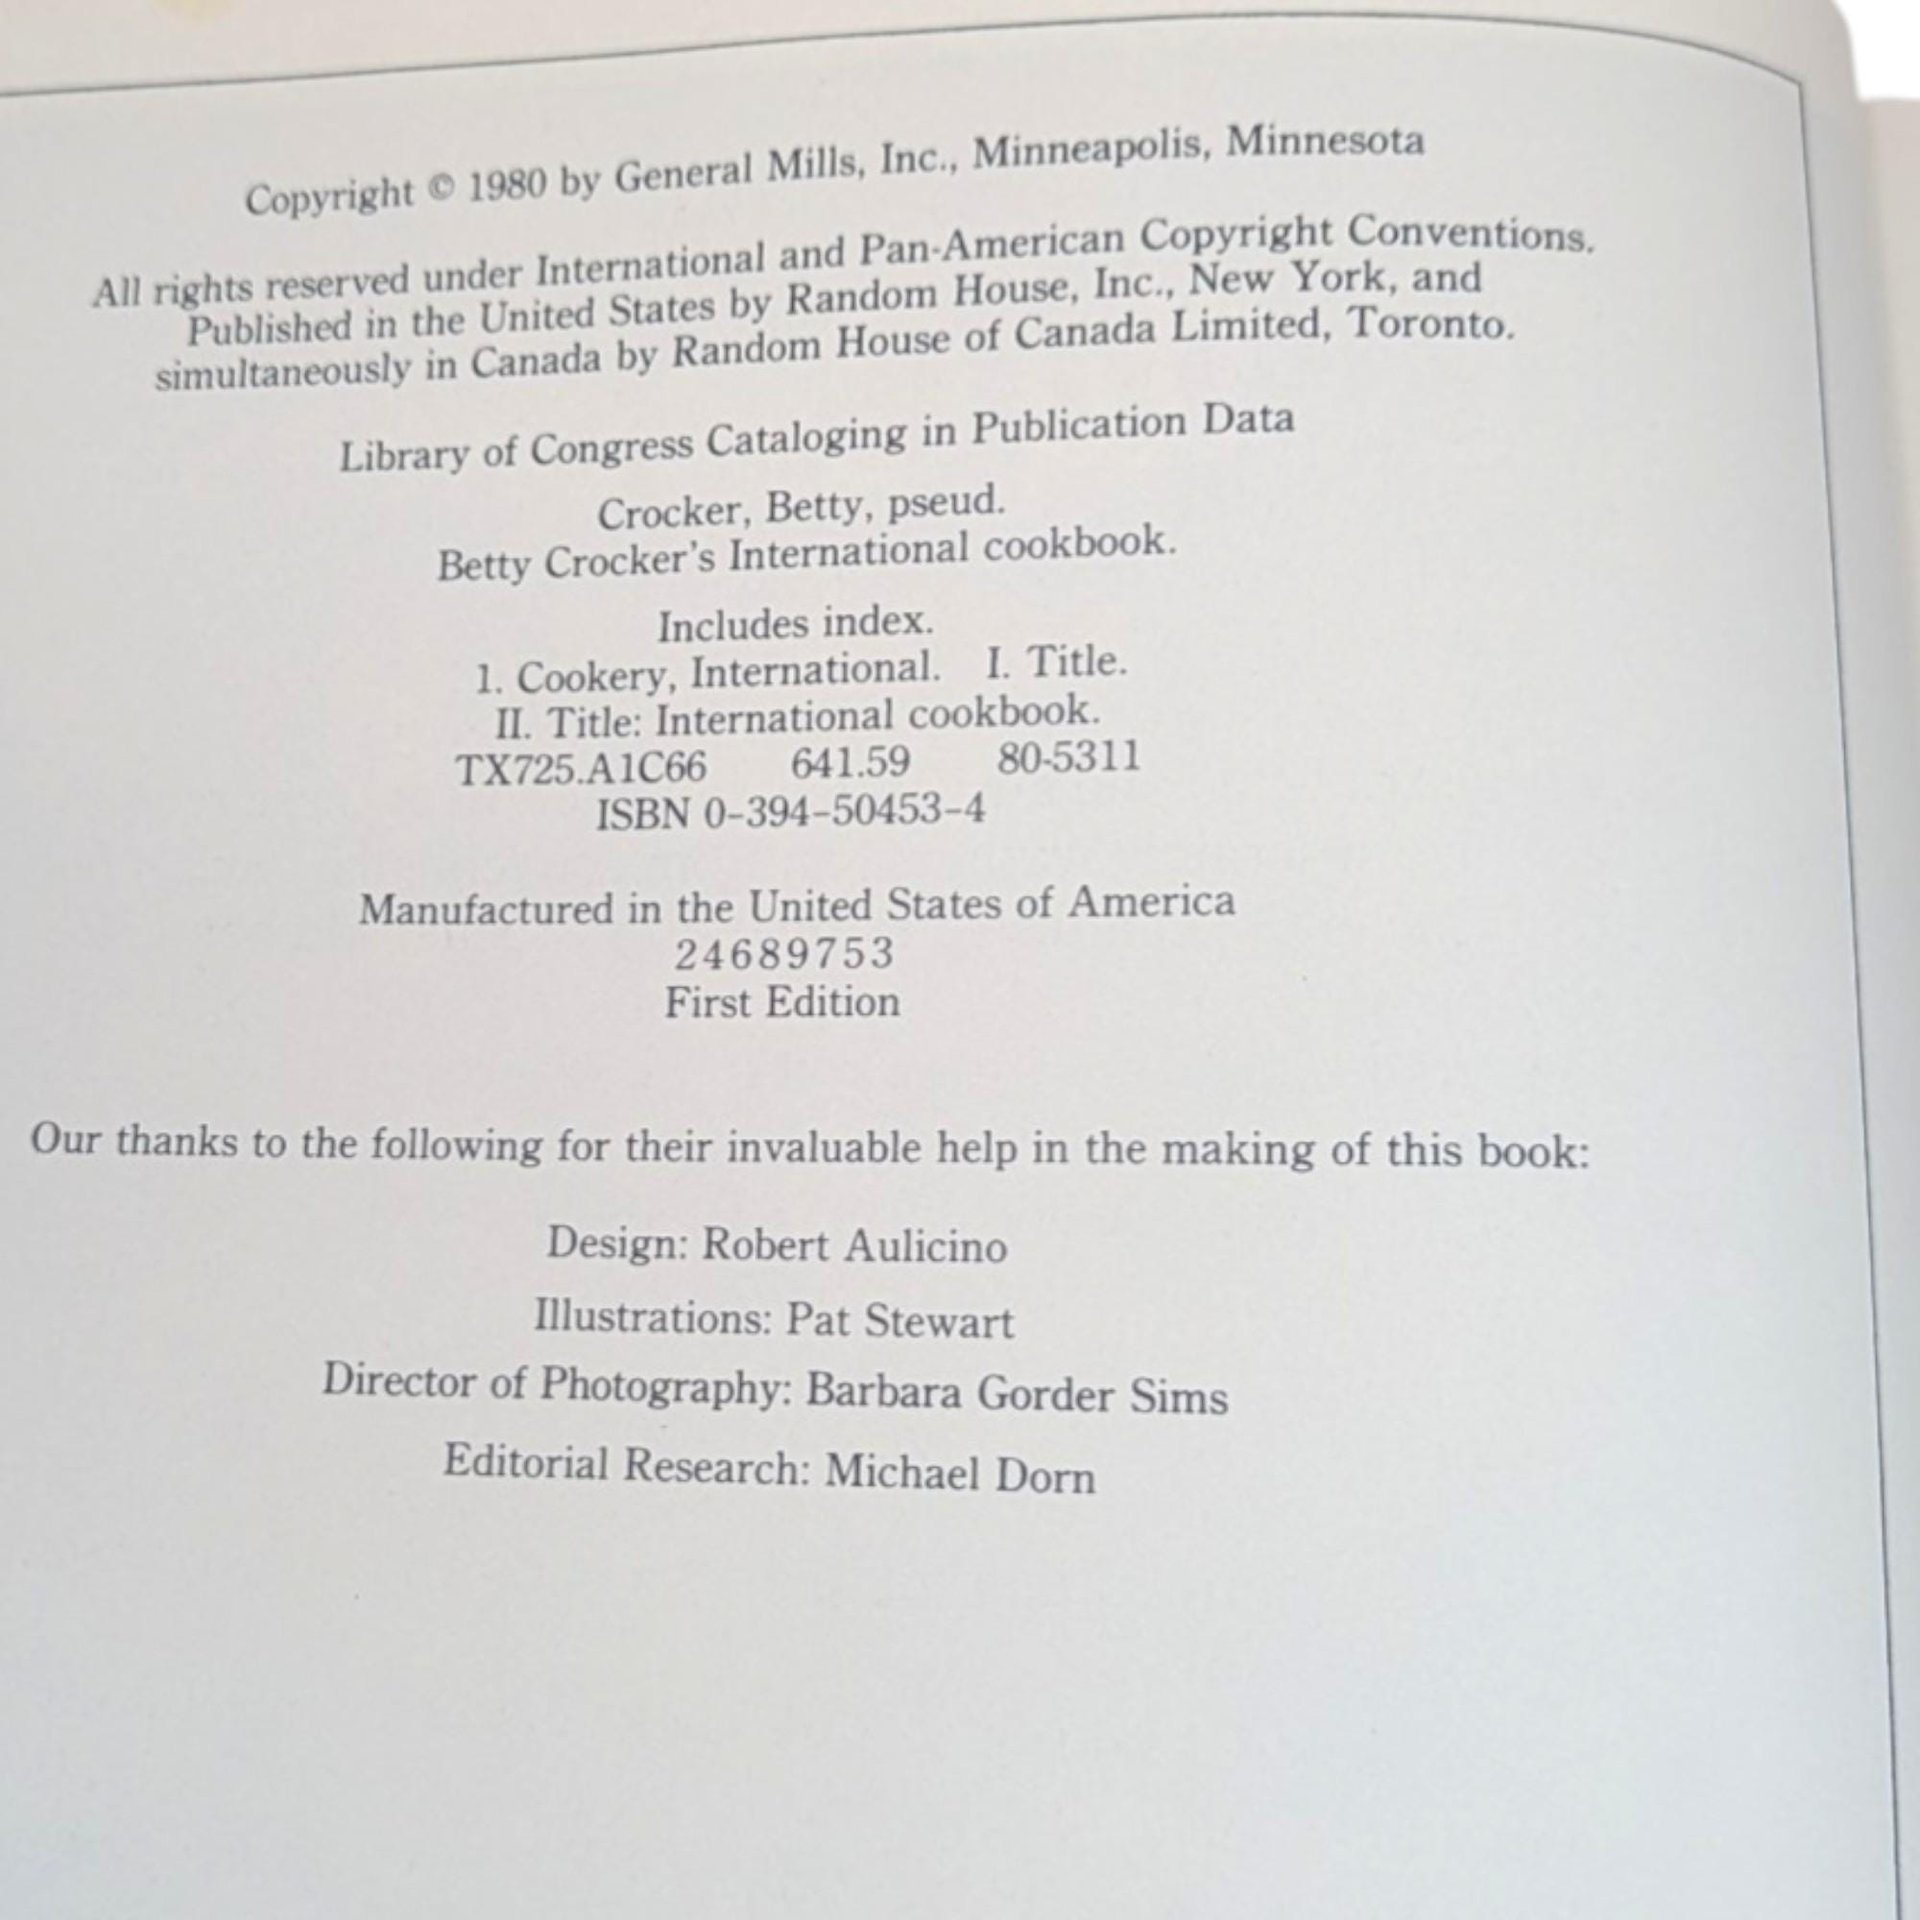 Copyright © 1980 by General Mills, Inc., Minneapolis, Minnesota
All rights reserved under International and Pan-American Copyright Conventions.
Published in the United States by Random House, Inc., New York, and
simultaneously in Canada by Random House of Canada Limited, Toronto.
Library of Congress Cataloging in Publication Data
Crocker, Betty, pseud.
Betty Crocker's International cookbook.
Includes index.
1. Cookery, International. I. Title.
II. Title: International cookbook.
TX725.A1C66 641.59 80-5311
ISBN 0-394-50453-4
Manufactured in the United States of America
24689753
First Edition
Our thanks to the following for their invaluable help in the making of this book:
Design: Robert Aulicino
Illustrations: Pat Stewart
Director of Photography: Barbara Gorder Sims
Editorial Research: Michael Dorn